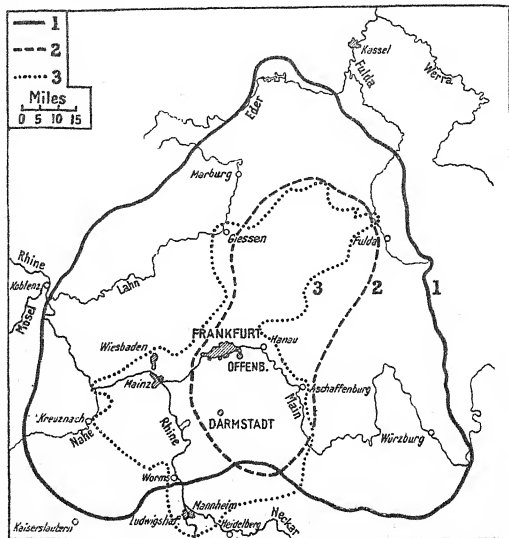 1
2
3
Miles
0 5 10 15
Kassel
Fulda
Werra
Eder
Marburg
Giessen
Fulda
Rhine
Koblenz
Mosel
Lahn
3
2
1
Wiesbaden
FRANKFURT
Hanau
OFFENB.
Mainz
Aschaffenburg
Main
Kreuznach
Nahe
Rhine
DARMSTADT
Würzburg
Worms
Mannheim
Ludwigshaf.
Neckar
Kaiserslautern
Heidelberg